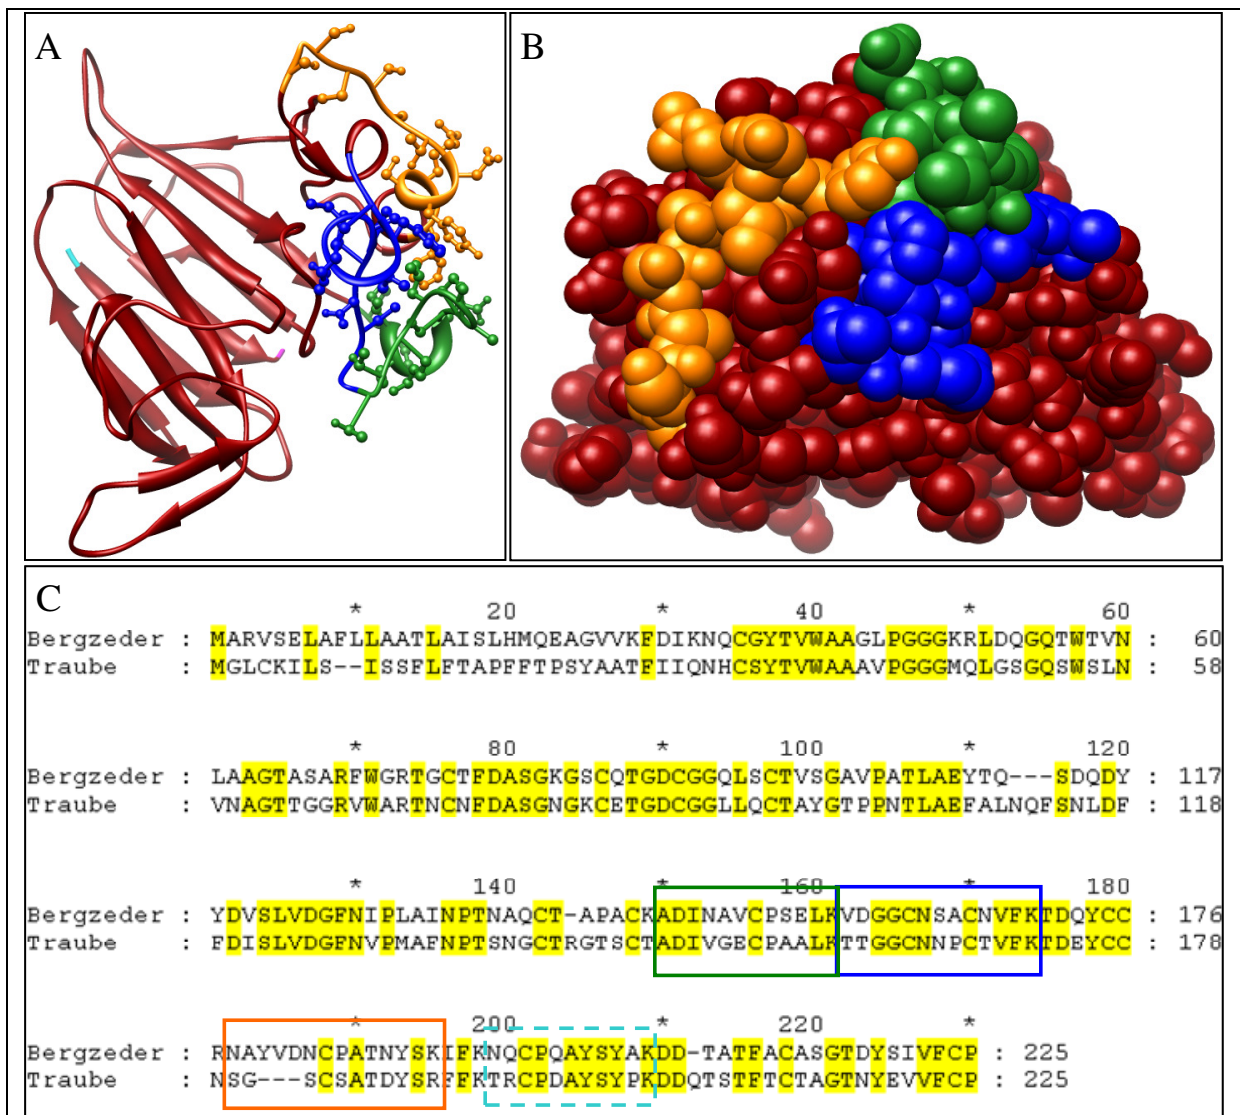 A
B
C
* 20 * 40 * 60
Bergzeder : MARVSELAFLLAATLAISLHMQEAGVVKFDIKNQCGYTVWAAGLPGGGKRLDQGQTWTVN : 60
Traube : MGLCKILS--ISSFLFTAPFFTPSYAATFIIQNHCSYTVWAAAVPGGGMQLGSGQSWSLN : 58
* 80 * 100 * 120
Bergzeder : LAAGTASARFWGRTGCTFDASGKGSCQTGDCGGQLSCTVSGAVPATLAEYTQ---SDQDY : 117
Traube : VNAGTTGGRVWARTNCNFDASGNGKCETGDCGGLLQCTAYGTPPNTLAEFALNQFSNLDF : 118
* 140 * 160 * 180
Bergzeder : YDVSLVDGFNIPLAINPTNAQCT-APACKADINAVCPSELKVDGGCNSACNVFKTDQYCC : 176
Traube : FDISLVDGFNVPMAFNPTSNGCTRGTSCTADIVGECPAALKTTGGCNNPCTVFKTDEYCC : 178
* 200 * 220 *
Bergzeder : RNAYVDNCPATNYSKIFKNQCPQAYSYAKDD-TATFACASGTDYSIVFCP : 225
Traube : NSG---SCSATDYSRFFKTRCPDAYSYPKDDQTSTFTCTAGTNYEVVFCP : 225